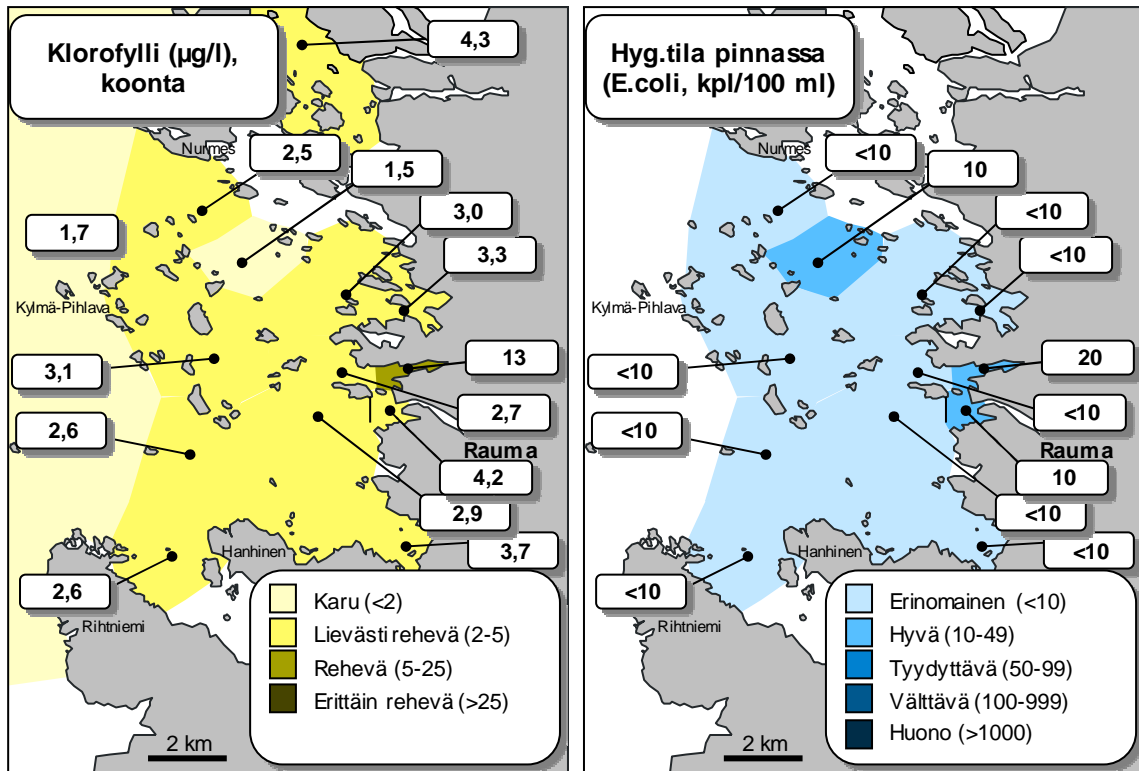 Klorofylli (µg/l),
koonta
4,3
Nurmes
2,5
1,5
3,0
1,7
3,3
Kylmä-Pihlava
13
3,1
2,7
2,6
Rauma
4,2
2,9
Hanhinen
3,7
2,6
Rihtniemi
Karu (<2)
Lievästi rehevä (2-5)
Rehevä (5-25)
Erittäin rehevä (>25)
2 km
Hyg.tila pinnassa
(E.coli, kpl/100 ml)
Nurmes
<10
10
<10
<10
Kylmä-Pihlava
20
<10
<10
<10
Rauma
10
<10
Hanhinen
<10
<10
Rihtniemi
Erinomainen (<10)
Hyvä (10-49)
Tyydyttävä (50-99)
Välttävä (100-999)
Huono (>1000)
2 km